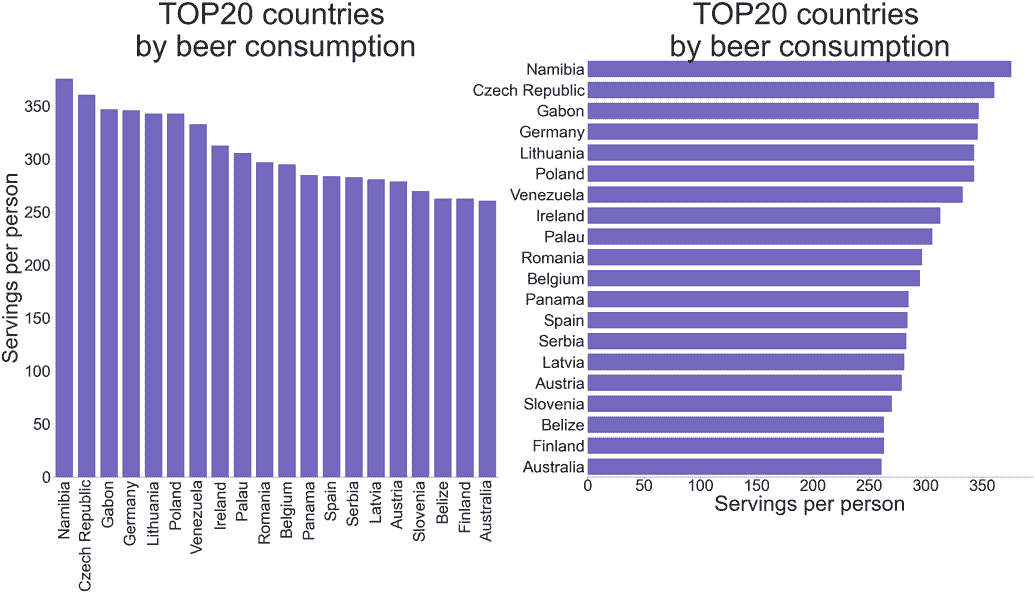 TOP20 countries
by beer consumption
Servings per person
350
300
250
200
150
100
50
0
Namibia
Czech Republic
Gabon
Germany
Lithuania
Poland
Venezuela
Ireland
Palau
Romania
Belgium
Panama
Spain
Serbia
Latvia
Austria
Slovenia
Belize
Finland
Australia
TOP20 countries
by beer consumption
Namibia
Czech Republic
Gabon
Germany
Lithuania
Poland
Venezuela
Ireland
Palau
Romania
Belgium
Panama
Spain
Serbia
Latvia
Austria
Slovenia
Belize
Finland
Australia
0 50 100 150 200 250 300 350
Servings per person